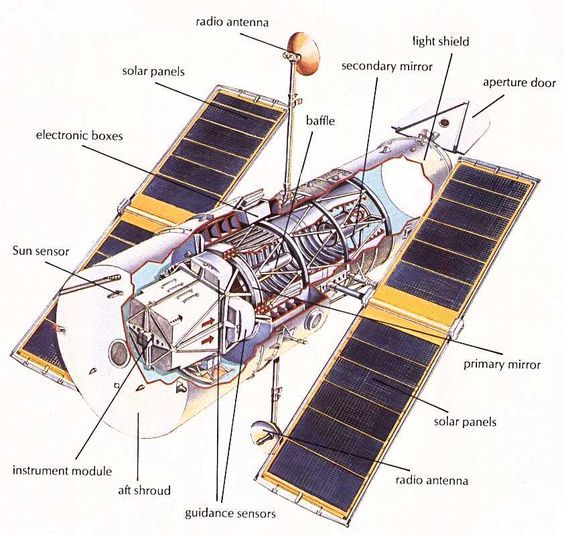 radio antenna
light shield
secondary mirror
solar panels
aperture door
baffle
electronic boxes
Sun sensor
primary mirror
solar panels
instrument module
radio antenna
aft shroud
guidance sensors